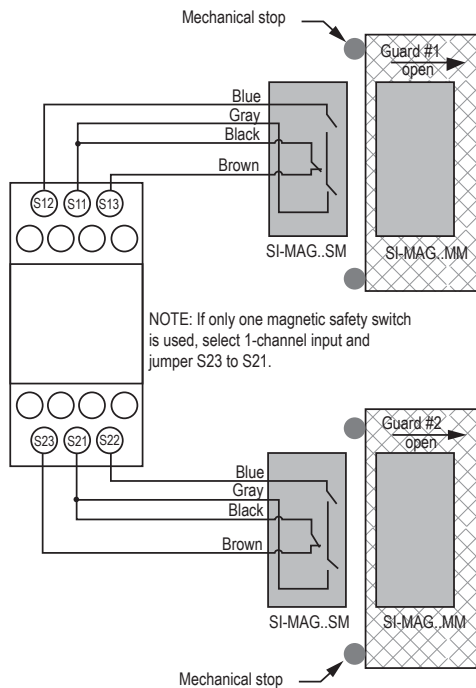 Mechanical stop
Guard #1
open
Blue
Gray
Black
Brown
S12 S11 S13
SI-MAG..SM
SI-MAG..MM
NOTE: If only one magnetic safety switch
is used, select 1-channel input and
jumper S23 to S21.
Guard #2
open
S23 S21 S22
Blue
Gray
Black
Brown
SI-MAG..SM
SI-MAG..MM
Mechanical stop